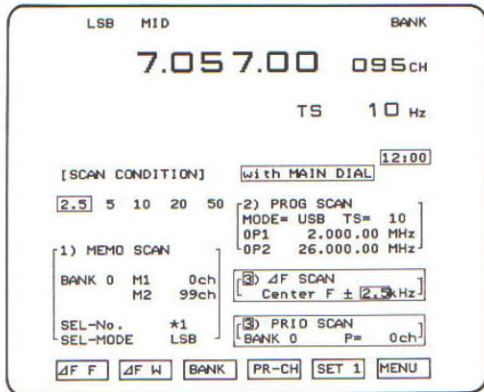 LSB MID BANK
7.057.00 095CH
TS 10 Hz
12:00
[SCAN CONDITION] with MAIN DIAL
2.5 5 10 20 50
2) PROG SCAN
MODE= USB TS= 10
OP1 2.000.00 MHz
OP2 26.000.00 MHz
1) MEMO SCAN
BANK 0 M1 0ch
M2 99ch
SEL-No. *1
SEL-MODE LSB
3) ΔF SCAN
Center F ± 2.5kHz
3) PRIO SCAN
BANK 0 P= 0ch
ΔF F ΔF W BANK PR-CH SET 1 MENU